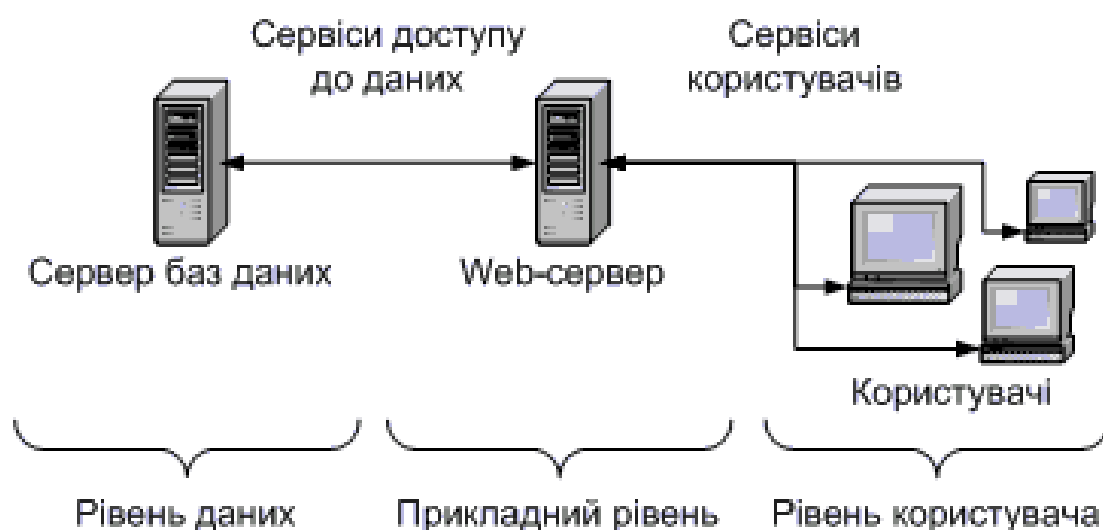 Сервіси доступу
до даних
Сервіси
користувачів
Сервер баз даних
Web-сервер
Користувачі
Рівень даних
Прикладний рівень
Рівень користувача